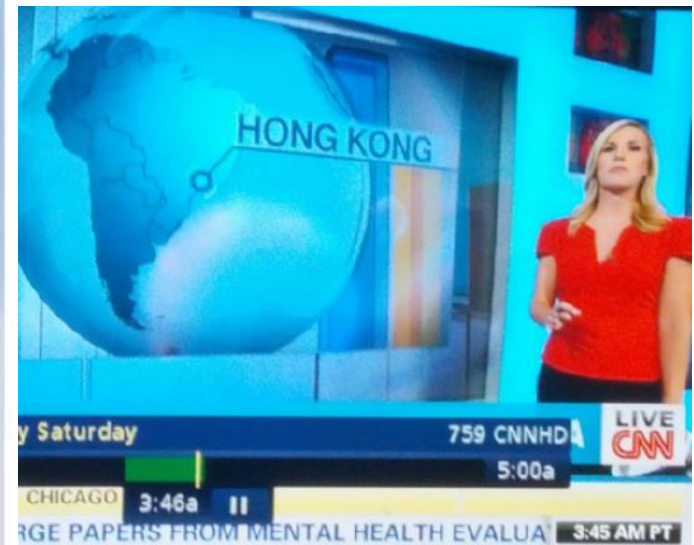 HONG KONG
y Saturday
759 CNNHD
LIVE
CNN
5:00a
CHICAGO
3:46a
RGE PAPERS FROM MENTAL HEALTH EVALUA
3:45 AM PT